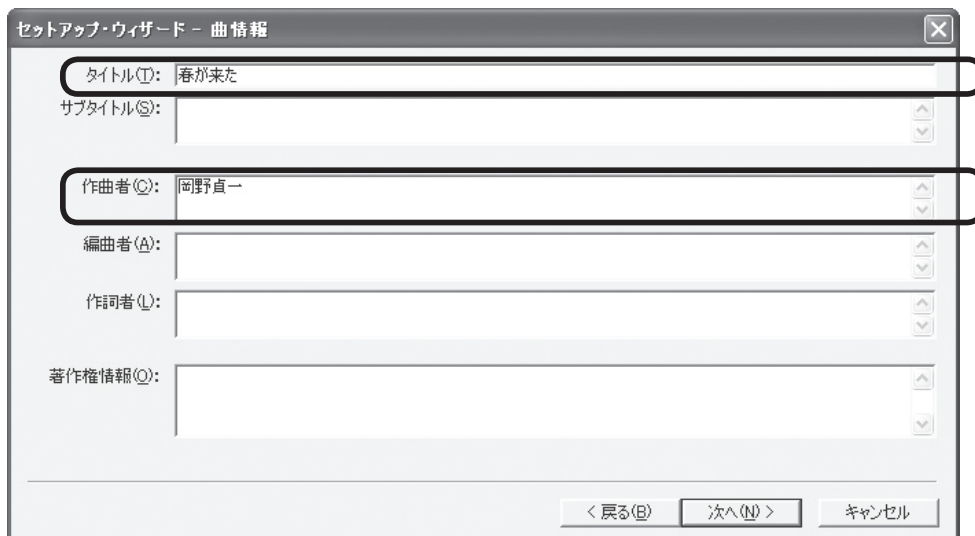 セットアップ・ウィザード - 曲情報
タイトル(T): 春が来た
サブタイトル(S):
作曲者(C): 岡野貞一
編曲者(A):
作詞者(L):
著作権情報(O):
< 戻る(B) 次へ(N) > キャンセル